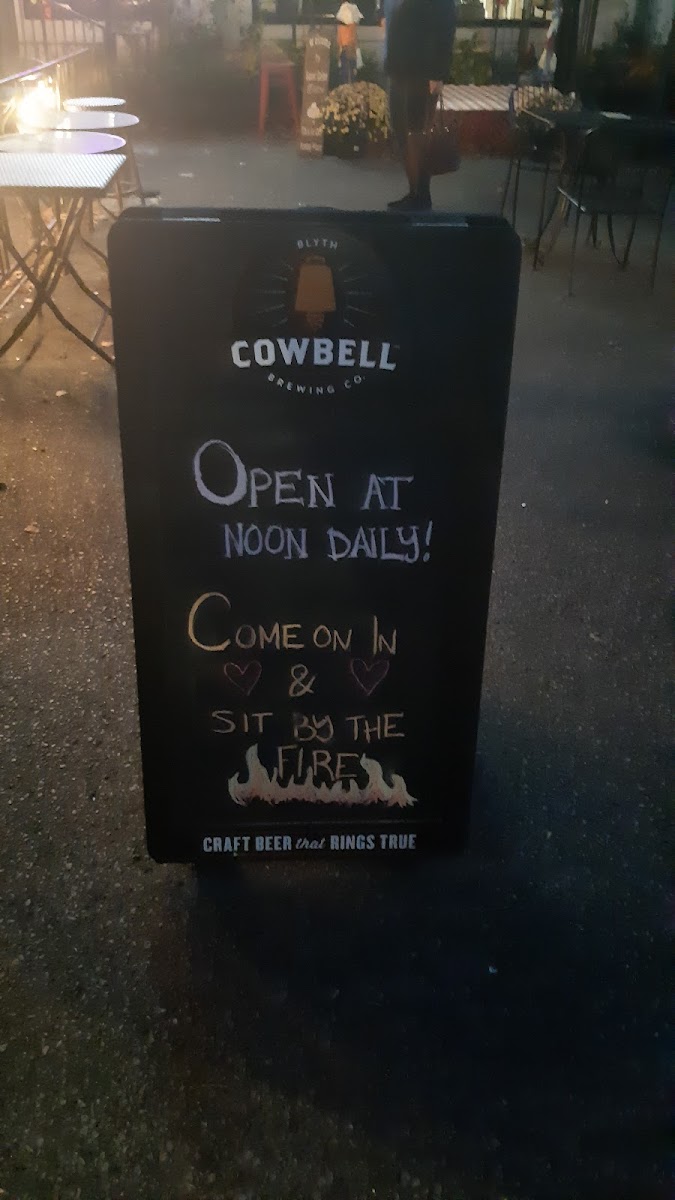 BLYTH
COWBELL
BREWING CO.
OPEN AT
NOON DAILY!
COME ON IN
&
SIT BY THE
FIRE
CRAFT BEER that RINGS TRUE